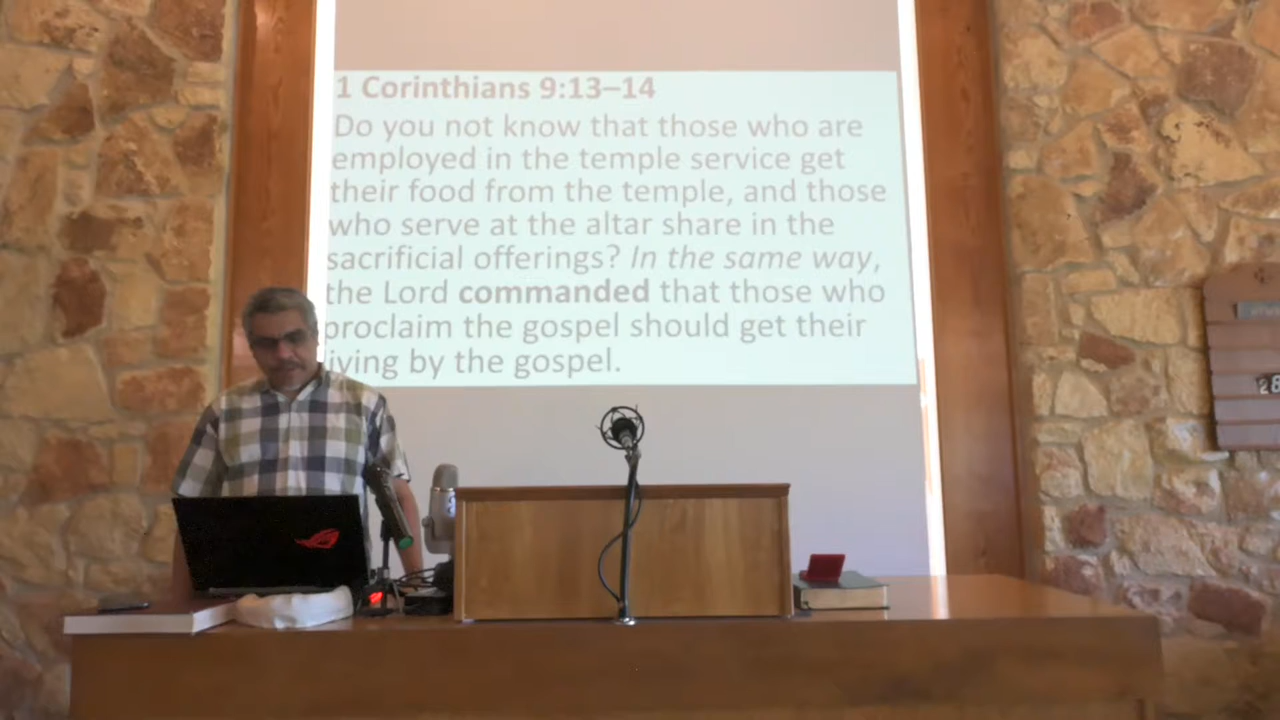 1 Corinthians 9:13–14
Do you not know that those who are
employed in the temple service get
their food from the temple, and those
who serve at the altar share in the
sacrificial offerings? In the same way,
the Lord commanded that those who
proclaim the gospel should get their
iving by the gospel.
28